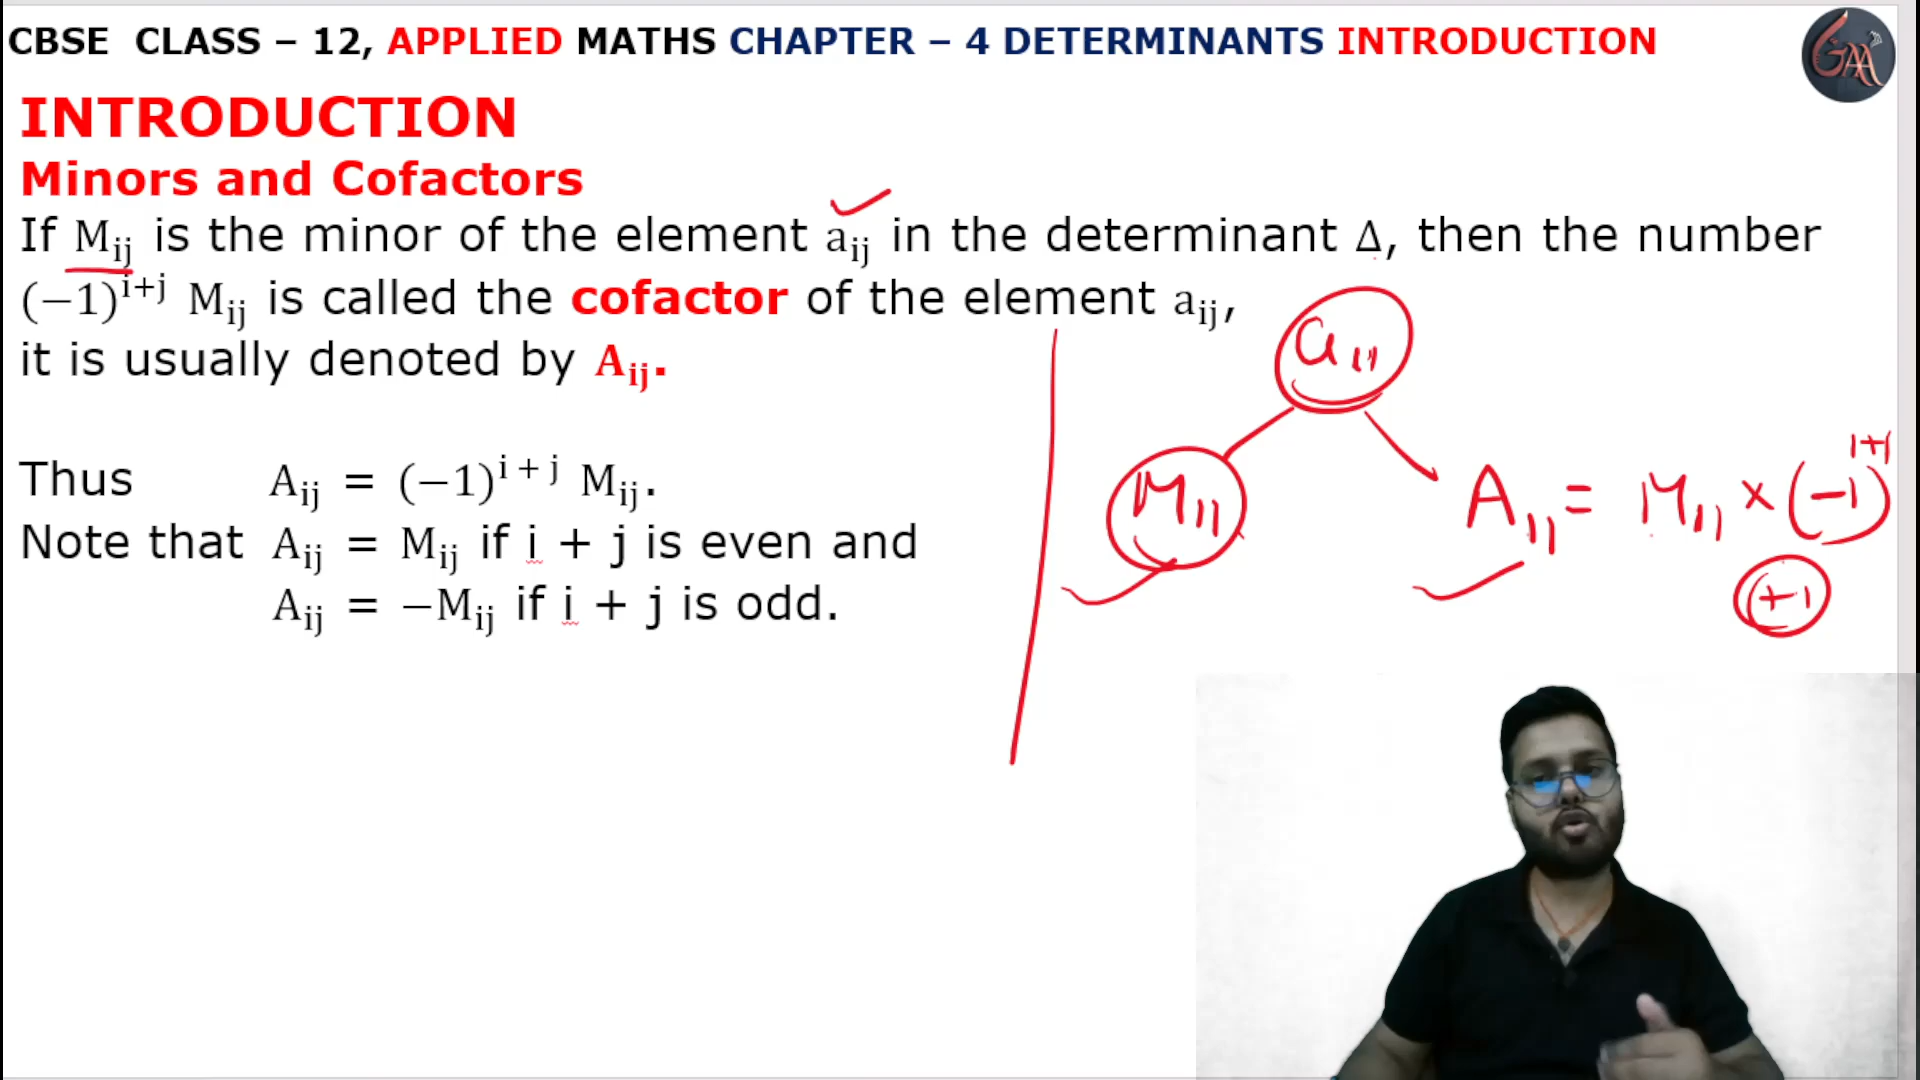 CBSE CLASS – 12, APPLIED MATHS CHAPTER – 4 DETERMINANTS INTRODUCTION
INTRODUCTION
Minors and Cofactors
If Mᵢⱼ is the minor of the element aᵢⱼ in the determinant Δ, then the number
(−1)ⁱ⁺ʲ Mᵢⱼ is called the cofactor of the element aᵢⱼ,
it is usually denoted by Aᵢⱼ.
Thus Aᵢⱼ = (−1)ⁱ⁺ʲ Mᵢⱼ.
Note that Aᵢⱼ = Mᵢⱼ if i + j is even and
Aᵢⱼ = −Mᵢⱼ if i + j is odd.
a₁₁
M₁₁
A₁₁ = M₁₁ × (−1)¹⁺¹
+1